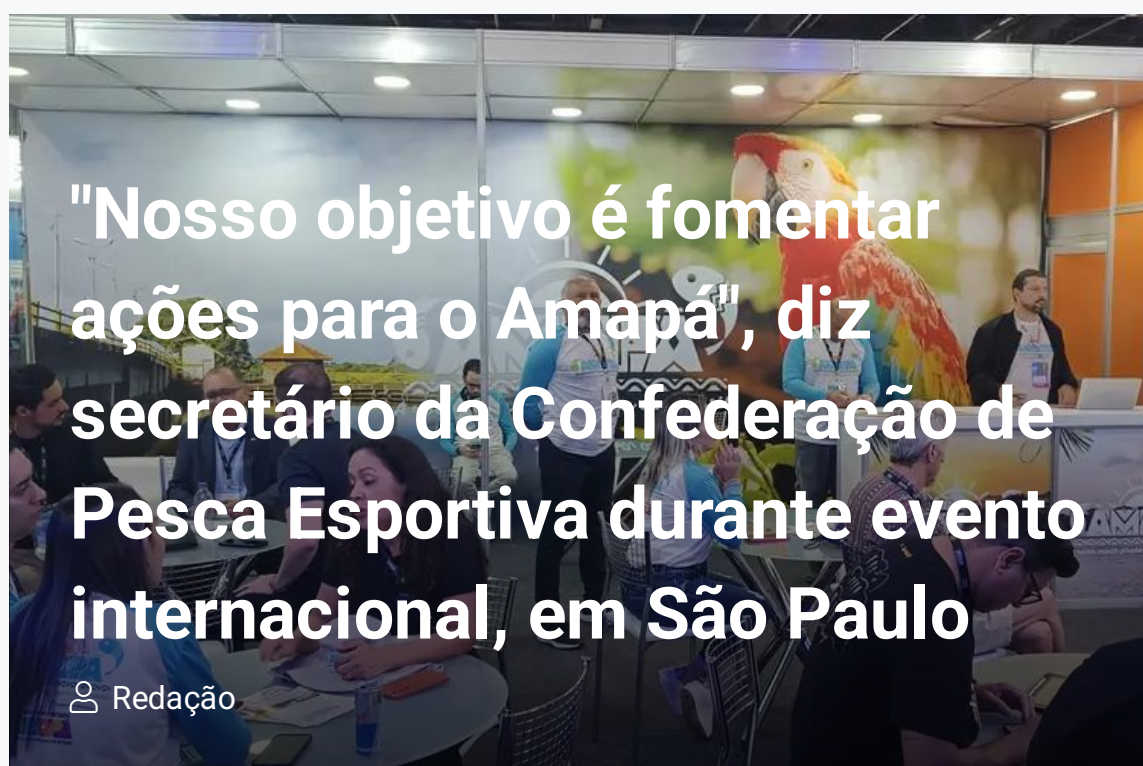 "Nosso objetivo é fomentar
ações para o Amapá", diz
secretário da Confederação de
Pesca Esportiva durante evento
internacional, em São Paulo
Redação